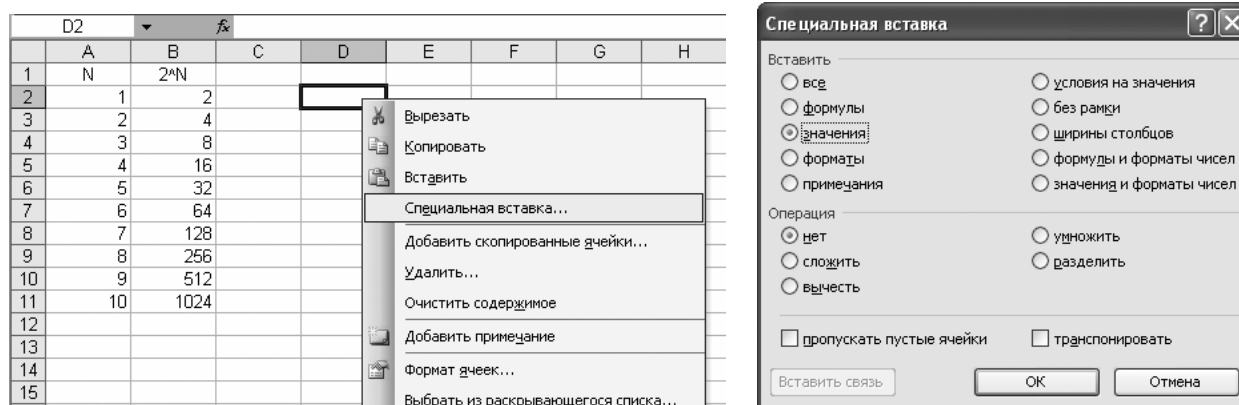 D2 fx
A B C D E F G H
1 N 2^N
2 1 2
3 2 4
4 3 8
5 4 16
6 5 32
7 6 64
8 7 128
9 8 256
10 9 512
11 10 1024
12
13
14
15
Вырезать
Копировать
Вставить
Специальная вставка...
Добавить скопированные ячейки...
Удалить...
Очистить содержимое
Добавить примечание
Формат ячеек...
Выбрать из раскрывающегося списка...
Специальная вставка ? X
Вставить
все условия на значения
формулы без рамки
значения ширины столбцов
форматы формулы и форматы чисел
примечания значения и форматы чисел
Операция
нет умножить
сложить разделить
вычесть
пропускать пустые ячейки транспонировать
Вставить связь ОК Отмена